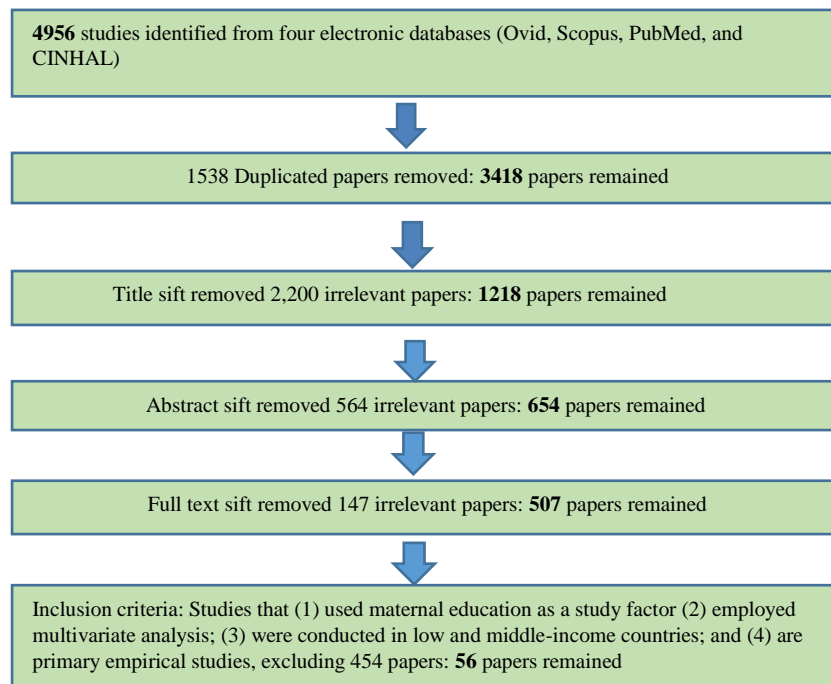 4956 studies identified from four electronic databases (Ovid, Scopus, PubMed, and
CINHAL)
1538 Duplicated papers removed: 3418 papers remained
Title sift removed 2,200 irrelevant papers: 1218 papers remained
Abstract sift removed 564 irrelevant papers: 654 papers remained
Full text sift removed 147 irrelevant papers: 507 papers remained
Inclusion criteria: Studies that (1) used maternal education as a study factor (2) employed
multivariate analysis; (3) were conducted in low and middle-income countries; and (4) are
primary empirical studies, excluding 454 papers: 56 papers remained